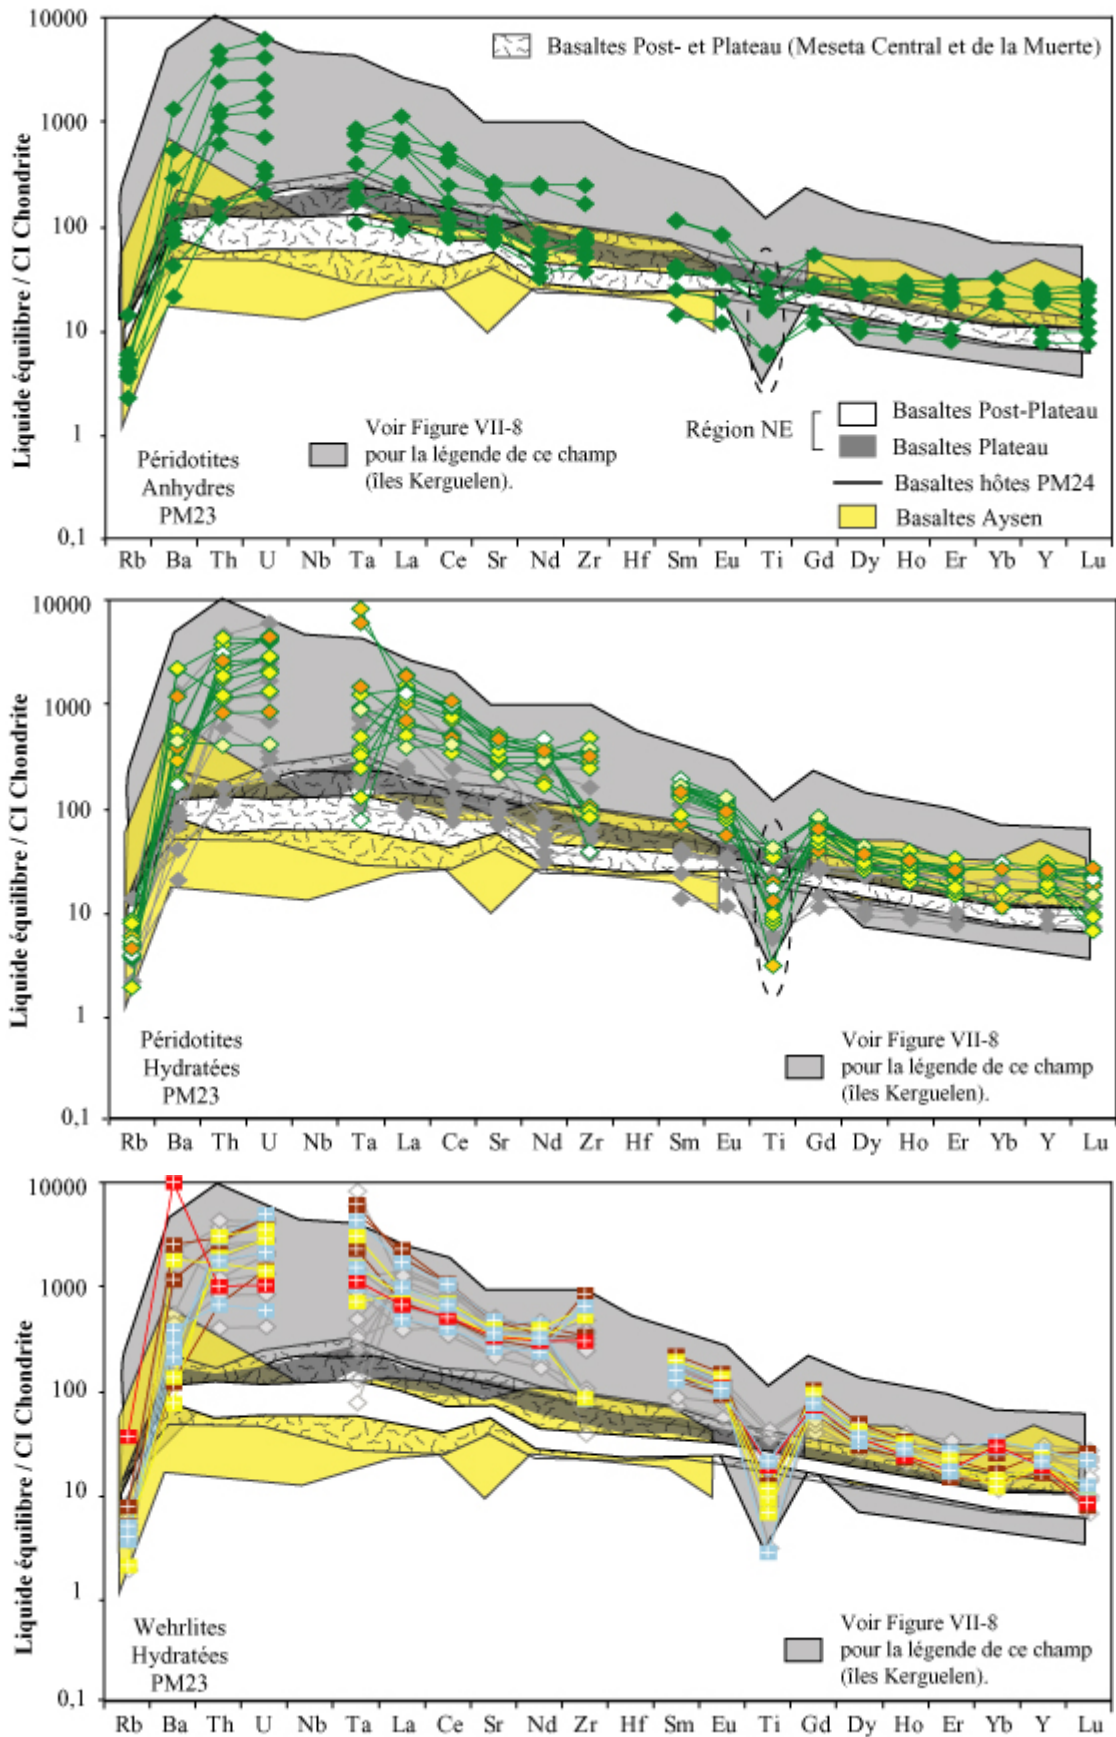 10000
1000
100
10
1
0.1
Liquide équilibre / CI Chondrite
Basaltes Post- et Plateau (Meseta Central et de la Muerte)
Voir Figure VII-8
pour la légende de ce champ
(îles Kerguelen).
Région NE
Basaltes Post-Plateau
Basaltes Plateau
Basaltes hôtes PM24
Basaltes Aysen
Péridotites
Anhydres
PM23
Rb Ba Th U Nb Ta La Ce Sr Nd Zr Hf Sm Eu Ti Gd Dy Ho Er Yb Y Lu
10000
1000
100
10
1
0,1
Liquide équilibre / CI Chondrite
Péridotites
Hydratées
PM23
Voir Figure VII-8
pour la légende de ce champ
(îles Kerguelen).
Rb Ba Th U Nb Ta La Ce Sr Nd Zr Hf Sm Eu Ti Gd Dy Ho Er Yb Y Lu
10000
1000
100
10
1
0,1
Liquide équilibre / CI Chondrite
Wehrlites
Hydratées
PM23
Voir Figure VII-8
pour la légende de ce champ
(îles Kerguelen).
Rb Ba Th U Nb Ta La Ce Sr Nd Zr Hf Sm Eu Ti Gd Dy Ho Er Yb Y Lu